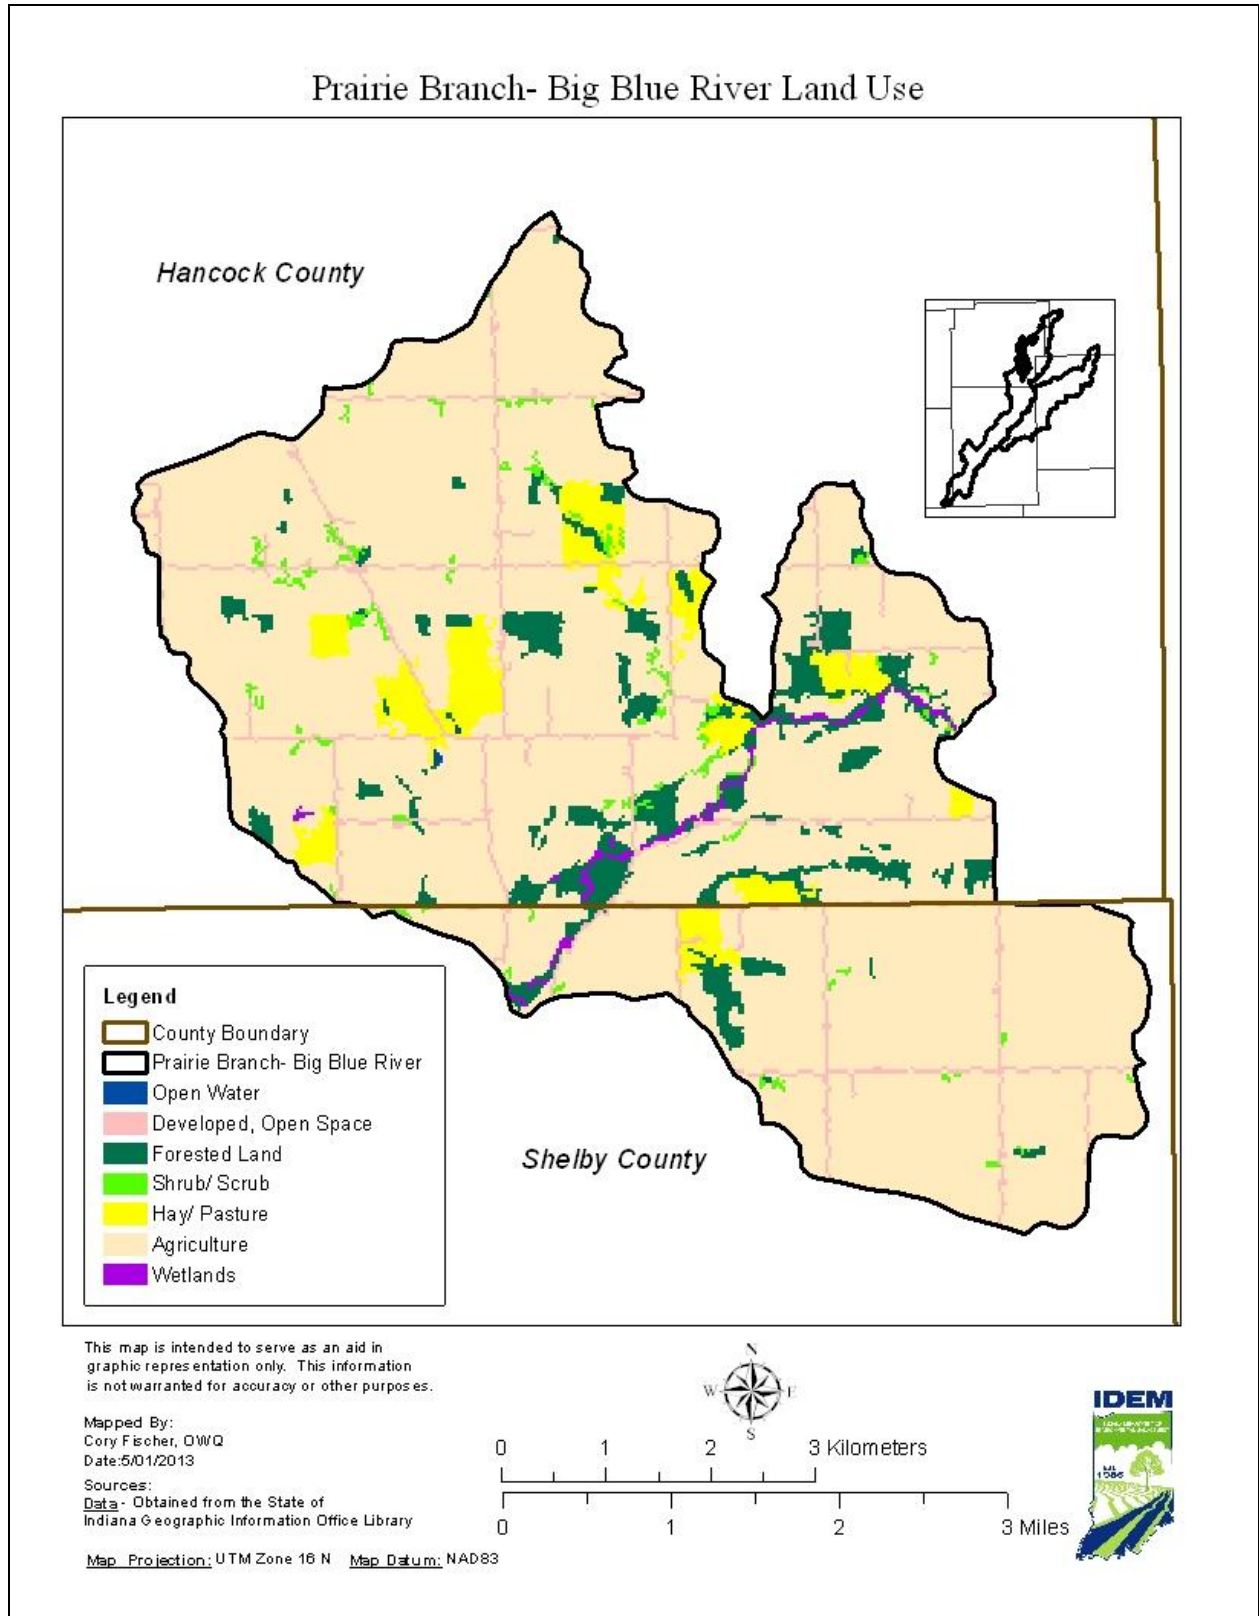 Prairie Branch- Big Blue River Land Use
Hancock County
Legend
County Boundary
Prairie Branch- Big Blue River
Open Water
Developed, Open Space
Forested Land
Shrub/ Scrub
Hay/ Pasture
Agriculture
Wetlands
Shelby County
This map is intended to serve as an aid in
graphic representation only. This information
is not warranted for accuracy or other purposes.
Mapped By:
Cory Fischer, OWQ
Date:5/01/2013
Sources:
Data - Obtained from the State of
Indiana Geographic Information Office Library
Map Projection: UTM Zone 16 N Map Datum: NAD83
N
W E
S
0 1 2 3 Kilometers
0 1 2 3 Miles
IDEM
EST.
1986